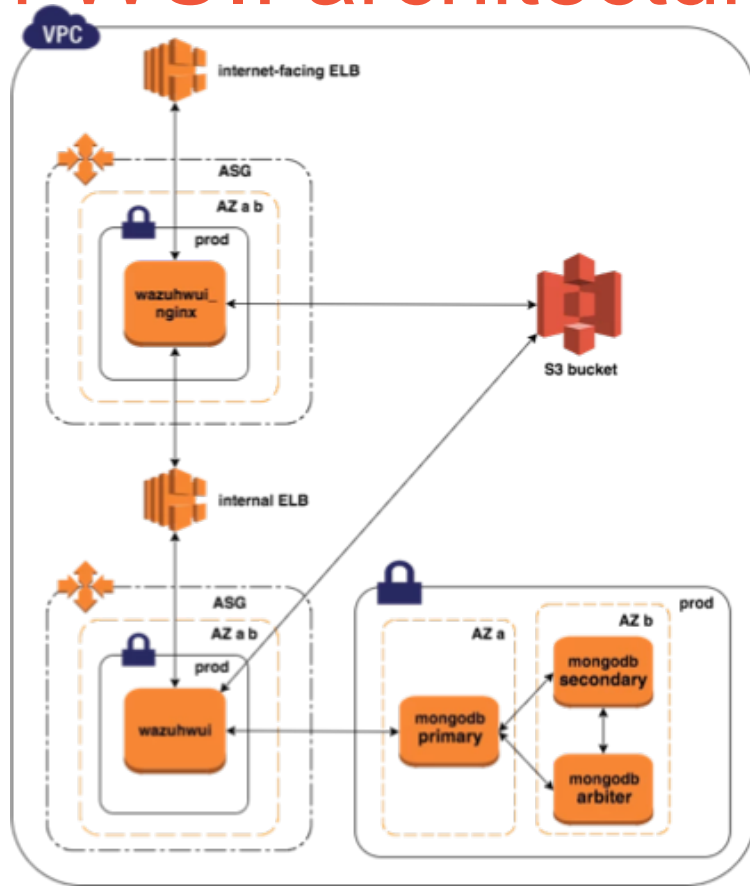 VPC
internet-facing ELB
ASG
AZ a b
prod
wazuhwui_
nginx
S3 bucket
internal ELB
ASG
AZ a b
prod
wazuhwui
prod
AZ a
AZ b
mongodb
primary
mongodb
secondary
mongodb
arbiter